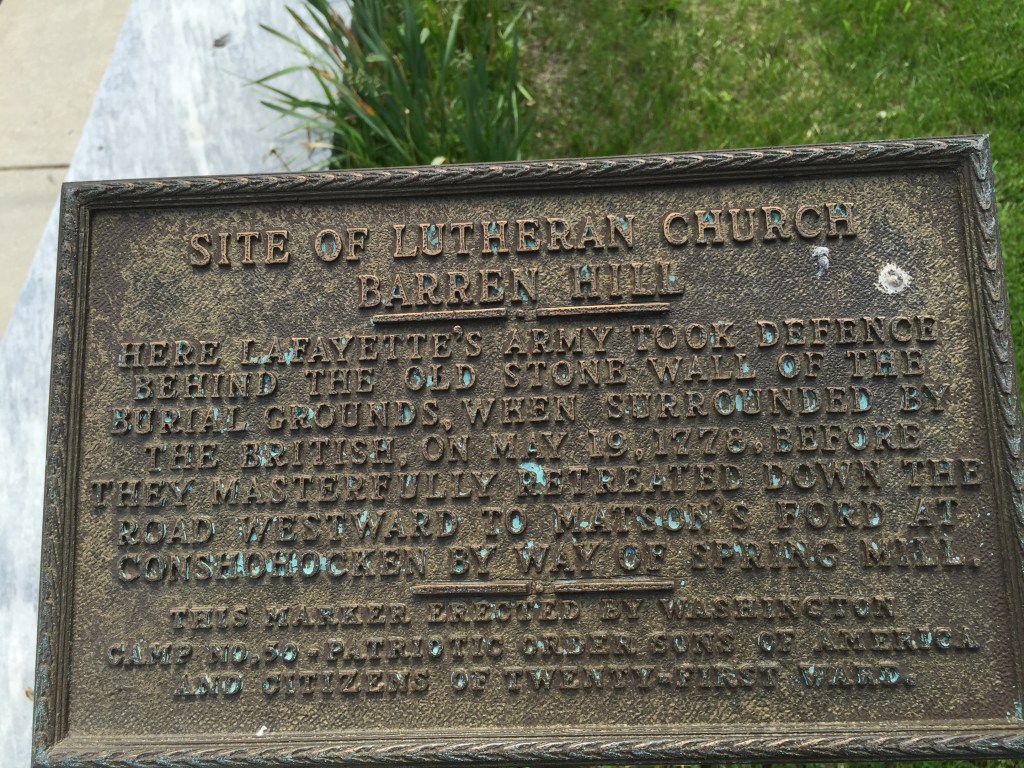 SITE OF LUTHERAN CHURCH
BARREN HILL
HERE LAFAYETTE'S ARMY TOOK DEFENCE
BEHIND THE OLD STONE WALL OF THE
BURIAL GROUNDS, WHEN SURROUNDED BY
THE BRITISH, ON MAY 19, 1778, BEFORE
THEY MASTERFULLY RETREATED DOWN THE
ROAD WESTWARD TO MATSON'S FORD AT
CONSHOHOCKEN BY WAY OF SPRING MILL.
THIS MARKER ERECTED BY WASHINGTON
CAMP NO. 50 - PATRIOTIC ORDER SONS OF AMERICA
AND CITIZENS OF TWENTY-FIRST WARD.